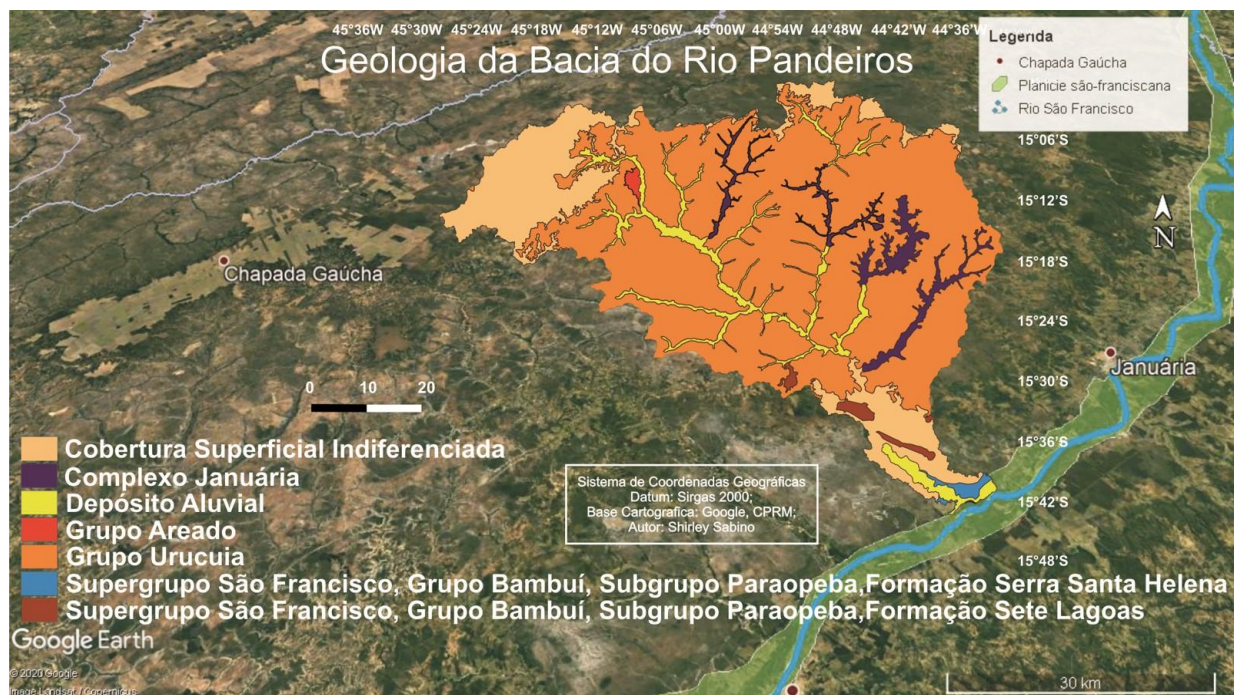 45°36'W 45°30'W 45°24'W 45°18'W 45°12'W 45°06'W 45°00'W 44°54'W 44°48'W 44°42'W 44°36'W
Geologia da Bacia do Rio Pandeiros
Legenda
Chapada Gaúcha
Planície são-franciscana
Rio São Francisco
15°06'S
15°12'S
N
15°18'S
Chapada Gaúcha
15°24'S
Januária
15°30'S
0 10 20
15°36'S
15°42'S
15°48'S
Cobertura Superficial Indiferenciada
Complexo Januária
Depósito Aluvial
Grupo Areado
Grupo Urucuia
Supergrupo São Francisco, Grupo Bambuí, Subgrupo Paraopeba,Formação Serra Santa Helena
Supergrupo São Francisco, Grupo Bambuí, Subgrupo Paraopeba,Formação Sete Lagoas
Sistema de Coordenadas Geográficas
Datum: Sirgas 2000;
Base Cartografica: Google, CPRM;
Autor: Shirley Sabino
Google Earth
© 2020 Google
Image Landsat / Copernicus
30 km